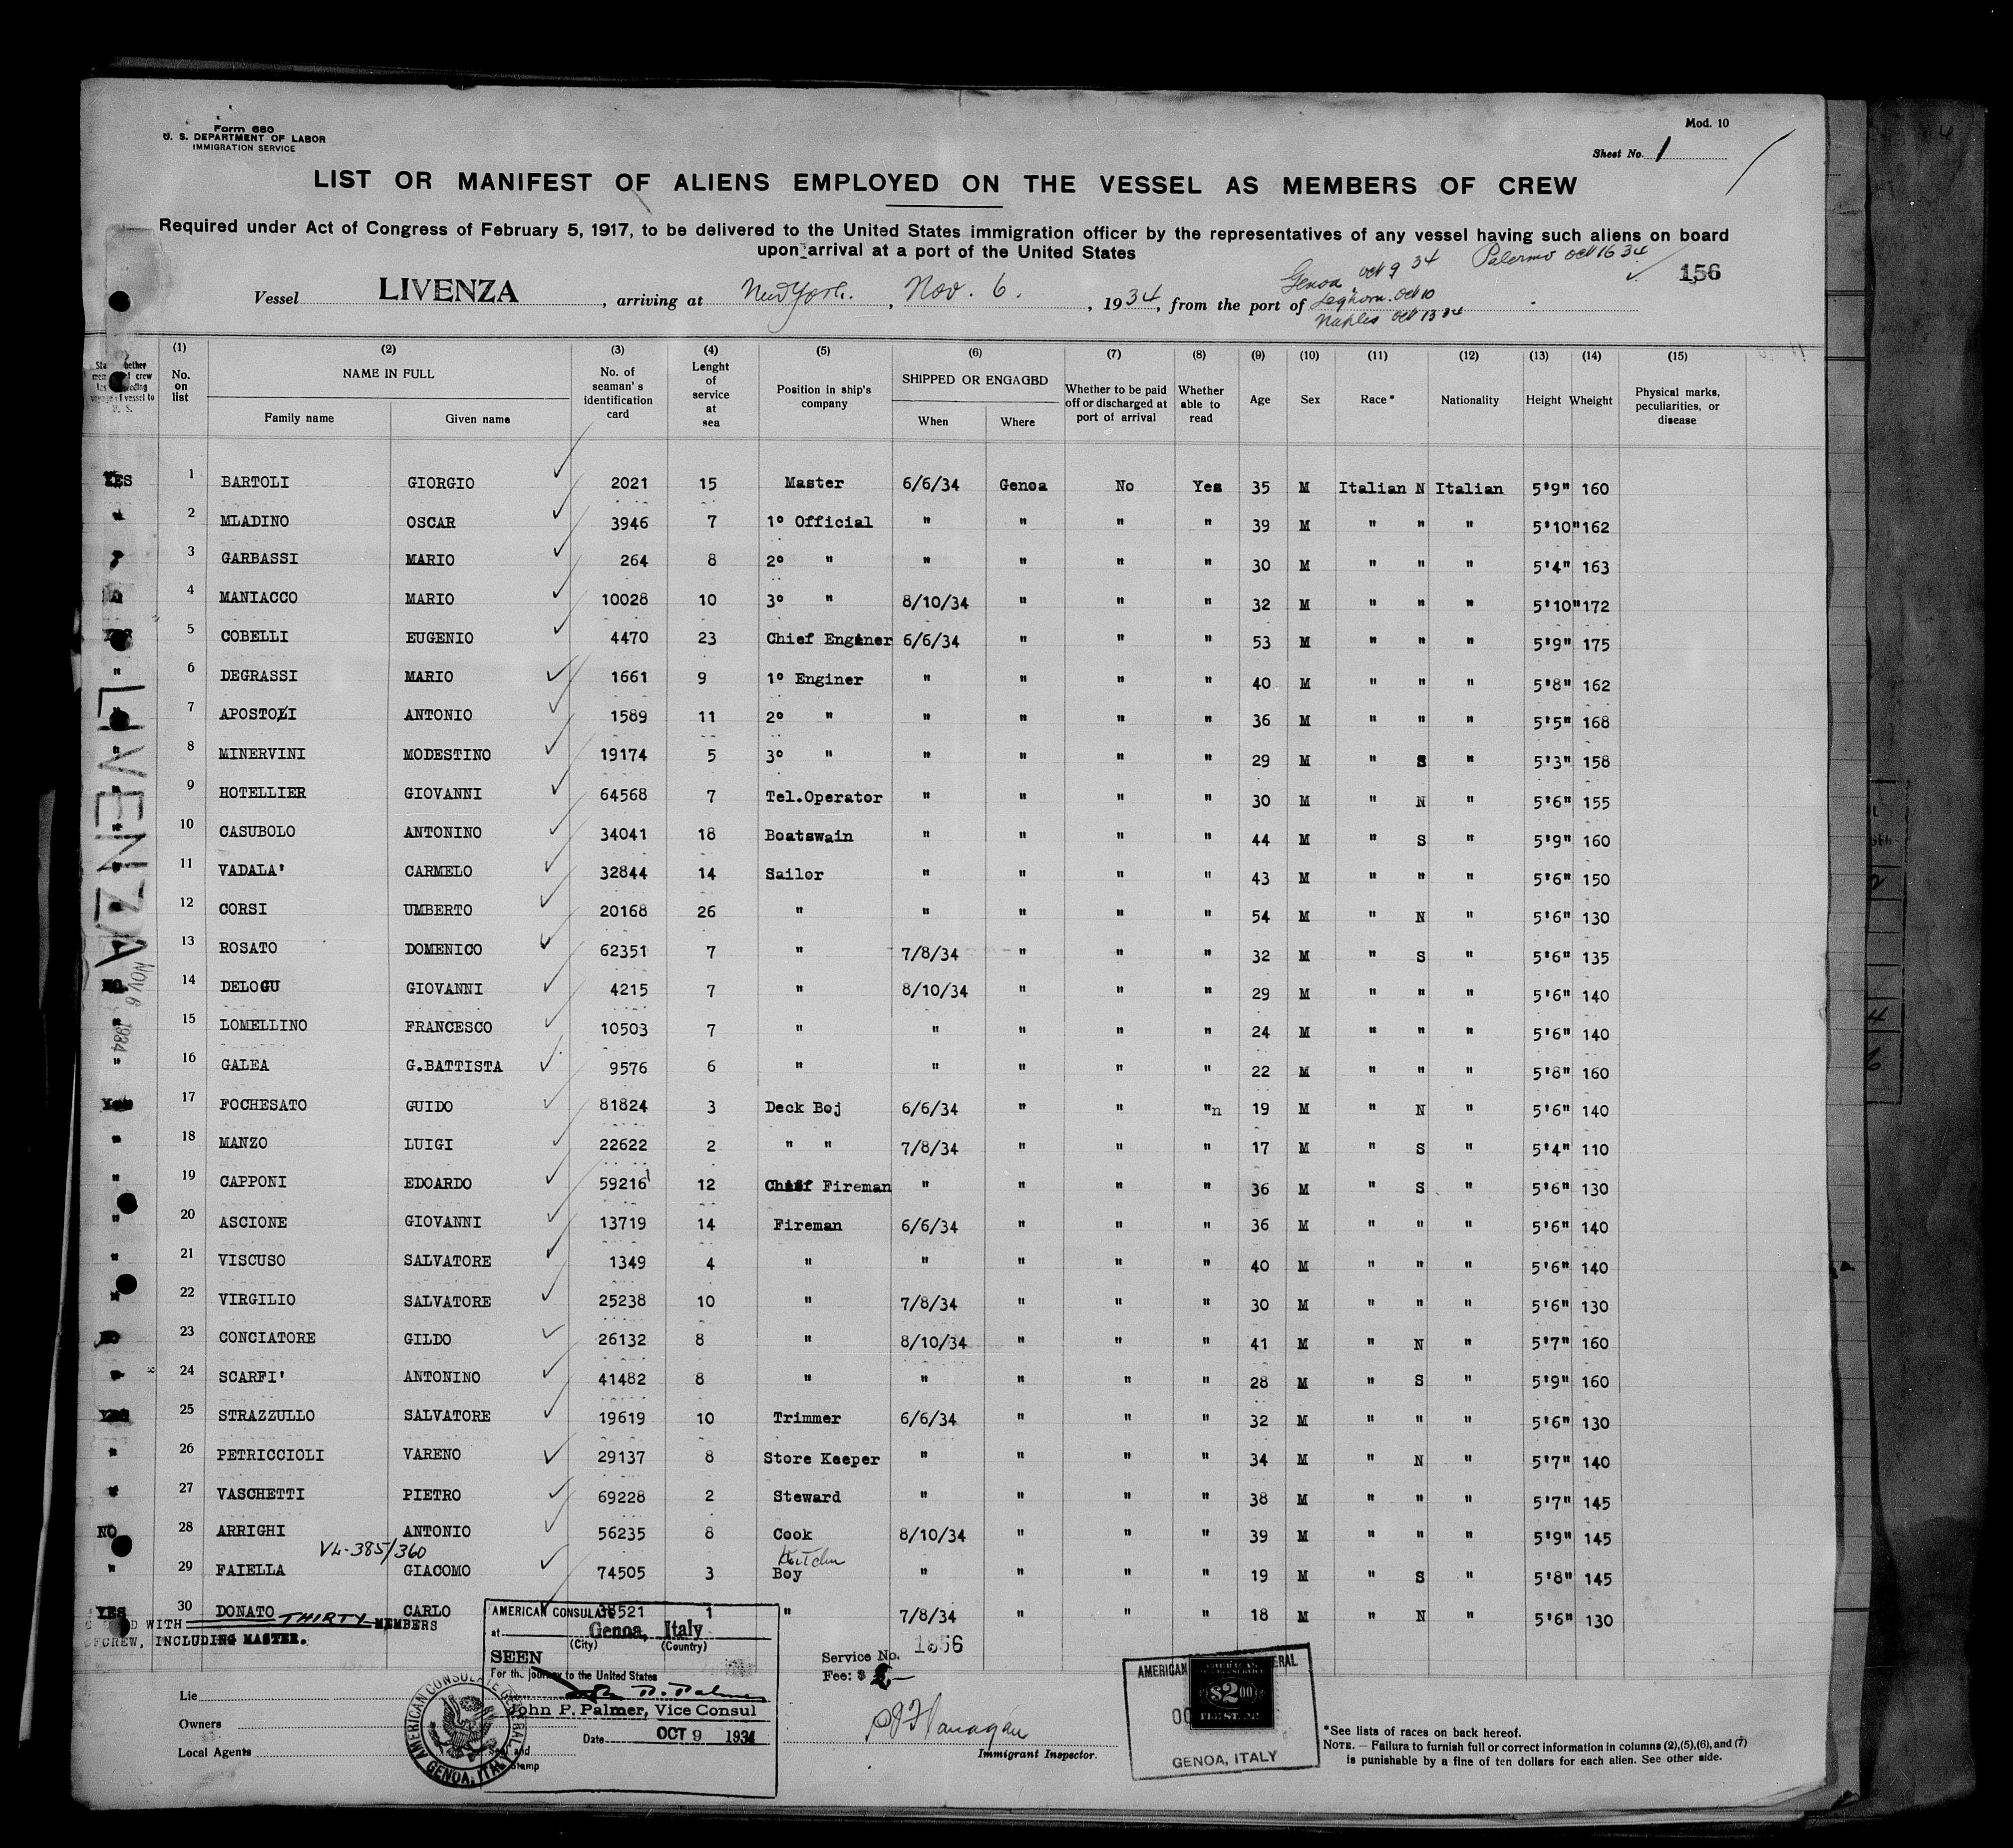 Form 680
U. S. DEPARTMENT OF LABOR
IMMIGRATION SERVICE
Mod. 10
Sheet No. 1
LIST OR MANIFEST OF ALIENS EMPLOYED ON THE VESSEL AS MEMBERS OF CREW
Required under Act of Congress of February 5, 1917, to be delivered to the United States immigration officer by the representatives of any vessel having such aliens on board
upon arrival at a port of the United States
Genoa oct 9 34 Palermo oct 16 34
156
Vessel LIVENZA, arriving at New York, Nov. 6, 1934, from the port of Leghorn. Oct 10
Naples oct 13 34
(1) (2) (3) (4) (5) (6) (7) (8) (9) (10) (11) (12) (13) (14) (15)
No. on list
NAME IN FULL
Family name
Given name
No. of seaman's identification card
Lenght of service at sea
Position in ship's company
SHIPPED OR ENGAGBD
When
Where
Whether to be paid off or discharged at port of arrival
Whether able to read
Age
Sex
Race *
Nationality
Height
Wheight
Physical marks, peculiarities, or disease
YES 1 BARTOLI GIORGIO 2021 15 Master 6/6/34 Genoa No Yes 35 M Italian N Italian 5'9" 160
2 MLADINO OSCAR 3946 7 1º Official " " " " 39 M " " " 5'10" 162
3 GARBASSI MARIO 264 8 2º " " " " " 30 M " " " 5'4" 163
4 MANIACCO MARIO 10028 10 3º " 8/10/34 " " " 32 M " " " 5'10" 172
5 COBELLI EUGENIO 4470 23 Chief Enginer 6/6/34 " " " 53 M " " " 5'9" 175
" 6 DEGRASSI MARIO 1661 9 1º Enginer " " " " 40 M " " " 5'8" 162
" 7 APOSTOLI ANTONIO 1589 11 2º " " " " " 36 M " " " 5'5" 168
" 8 MINERVINI MODESTINO 19174 5 3º " " " " " 29 M " S " 5'3" 158
" 9 HOTELLIER GIOVANNI 64568 7 Tel.Operator " " " " 30 M " N " 5'6" 155
" 10 CASUBOLO ANTONINO 34041 18 Boatswain " " " " 44 M " S " 5'9" 160
" 11 VADALA' CARMELO 32844 14 Sailor " " " " 43 M " " " 5'6" 150
" 12 CORSI UMBERTO 20168 26 " " " " " 54 M " N " 5'6" 130
" 13 ROSATO DOMENICO 62351 7 " 7/8/34 " " " 32 M " S " 5'6" 135
NO 14 DELOGU GIOVANNI 4215 7 " 8/10/34 " " " 29 M " " " 5'6" 140
" 15 LOMELLINO FRANCESCO 10503 7 " " " " " 24 M " " " 5'6" 140
" 16 GALEA G.BATTISTA 9576 6 " " " " " 22 M " " " 5'8" 160
Yes 17 FOCHESATO GUIDO 81824 3 Deck Boj 6/6/34 " " "n 19 M " N " 5'6" 140
" 18 MANZO LUIGI 22622 2 " " 7/8/34 " " " 17 M " S " 5'4" 110
" 19 CAPPONI EDOARDO 59216 12 Chief Fireman " " " " 36 M " S " 5'6" 130
" 20 ASCIONE GIOVANNI 13719 14 Fireman 6/6/34 " " " 36 M " " " 5'6" 140
" 21 VISCUSO SALVATORE 1349 4 " " " " " 40 M " " " 5'6" 140
" 22 VIRGILIO SALVATORE 25238 10 " 7/8/34 " " " 30 M " " " 5'6" 130
NO 23 CONCIATORE GILDO 26132 8 " 8/10/34 " " " 41 M " N " 5'7" 160
" 24 SCARFI' ANTONINO 41482 8 " " " " " 28 M " S " 5'9" 160
YES 25 STRAZZULLO SALVATORE 19619 10 Trimmer 6/6/34 " " " 32 M " " " 5'6" 130
" 26 PETRICCIOLI VARENO 29137 8 Store Keeper " " " " 34 M " N " 5'7" 140
" 27 VASCHETTI PIETRO 69228 2 Steward " " " " 38 M " " " 5'7" 145
NO 28 ARRIGHI ANTONIO 56235 8 Cook 8/10/34 " " " 39 M " " " 5'9" 145
V4-385/360
Kitchen
" 29 FAIELLA GIACOMO 74505 3 Boy " " " " 19 M " S " 5'8" 145
YES 30 DONATO CARLO 38521 1 " 7/8/34 " " " 18 M " N " 5'6" 130
LIVENZA
NOV 6 1934
D WITH THIRTY MEMBERS
CREW, INCLUDING MASTER.
AMERICAN CONSULATE
at Genoa, Italy
(City) (Country)
SEEN
For the journey to the United States
John P. Palmer
John P. Palmer, Vice Consul
Date OCT 9 1934
Seal and
Stamp
AMERICAN CONSULATE GENERAL
GENOA, ITALY
Service No. 1856
Fee: $ 2-
Immigrant Inspector.
Owners
Local Agents
AMERICAN
$2.00
FEE STAMP
GENOA, ITALY
*See lists of races on back hereof.
NOTE. — Failura to furnish full or correct information in columns (2),(5),(6), and (7)
is punishable by a fine of ten dollars for each alien. See other side.